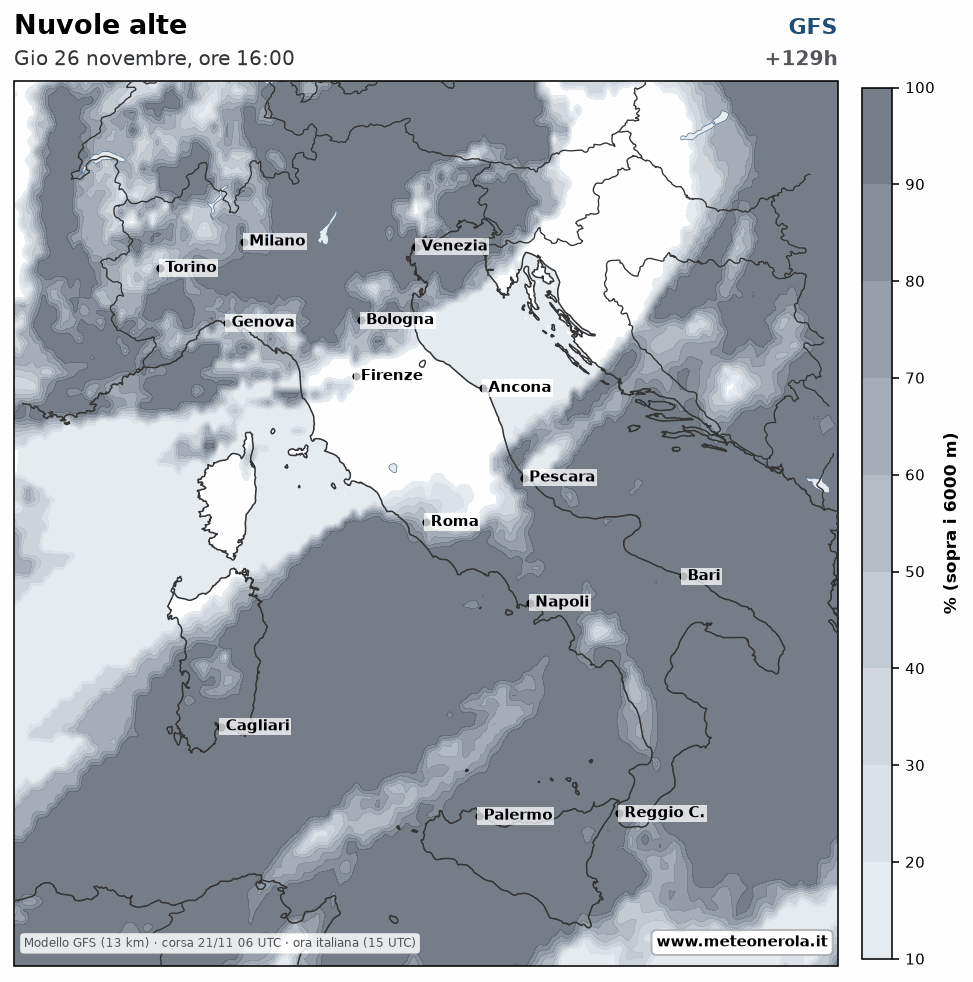 Nuvole alte
GFS
Gio 26 novembre, ore 16:00
+129h
100
90
80
70
60
50
40
30
20
10
% (sopra i 6000 m)
Milano
Venezia
Torino
Genova
Bologna
Firenze
Ancona
Pescara
Roma
Bari
Napoli
Cagliari
Palermo
Reggio C.
Modello GFS (13 km) · corsa 21/11 06 UTC · ora italiana (15 UTC)
www.meteonerola.it